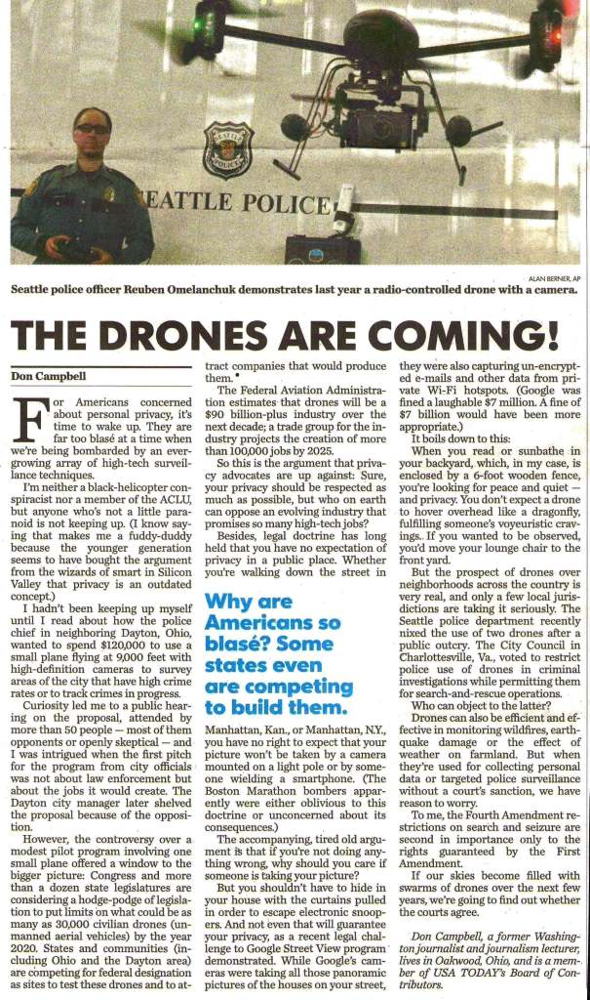 SEATTLE
POLICE
SEATTLE POLICE
ALAN BERNER, AP
Seattle police officer Reuben Omelanchuk demonstrates last year a radio-controlled drone with a camera.
THE DRONES ARE COMING!
Don Campbell
For Americans concerned
about personal privacy, it's
time to wake up. They are
far too blasé at a time when
we're being bombarded by an ever-
growing array of high-tech surveil-
lance techniques.
I'm neither a black-helicopter con-
spiracist nor a member of the ACLU,
but anyone who's not a little para-
noid is not keeping up. (I know say-
ing that makes me a fuddy-duddy
because the younger generation
seems to have bought the argument
from the wizards of smart in Silicon
Valley that privacy is an outdated
concept.)
I hadn't been keeping up myself
until I read about how the police
chief in neighboring Dayton, Ohio,
wanted to spend $120,000 to use a
small plane flying at 9,000 feet with
high-definition cameras to survey
areas of the city that have high crime
rates or to track crimes in progress.
Curiosity led me to a public hear-
ing on the proposal, attended by
more than 50 people — most of them
opponents or openly skeptical — and
I was intrigued when the first pitch
for the program from city officials
was not about law enforcement but
about the jobs it would create. The
Dayton city manager later shelved
the proposal because of the opposi-
tion.
However, the controversy over a
modest pilot program involving one
small plane offered a window to the
bigger picture: Congress and more
than a dozen state legislatures are
considering a hodge-podge of legisla-
tion to put limits on what could be as
many as 30,000 civilian drones (un-
manned aerial vehicles) by the year
2020. States and communities (in-
cluding Ohio and the Dayton area)
are competing for federal designation
as sites to test these drones and to at-
tract companies that would produce
them.
The Federal Aviation Administra-
tion estimates that drones will be a
$90 billion-plus industry over the
next decade; a trade group for the in-
dustry projects the creation of more
than 100,000 jobs by 2025.
So this is the argument that priva-
cy advocates are up against: Sure,
your privacy should be respected as
much as possible, but who on earth
can oppose an evolving industry that
promises so many high-tech jobs?
Besides, legal doctrine has long
held that you have no expectation of
privacy in a public place. Whether
you're walking down the street in
Why are
Americans so
blasé? Some
states even
are competing
to build them.
Manhattan, Kan., or Manhattan, N.Y.,
you have no right to expect that your
picture won't be taken by a camera
mounted on a light pole or by some-
one wielding a smartphone. (The
Boston Marathon bombers appar-
ently were either oblivious to this
doctrine or unconcerned about its
consequences.)
The accompanying, tired old argu-
ment is that if you're not doing any-
thing wrong, why should you care if
someone is taking your picture?
But you shouldn't have to hide in
your house with the curtains pulled
in order to escape electronic snoop-
ers. And not even that will guarantee
your privacy, as a recent legal chal-
lenge to Google Street View program
demonstrated. While Google's cam-
eras were taking all those panoramic
pictures of the houses on your street,
they were also capturing un-encrypt-
ed e-mails and other data from pri-
vate Wi-Fi hotspots. (Google was
fined a laughable $7 million. A fine of
$7 billion would have been more
appropriate.)
It boils down to this:
When you read or sunbathe in
your backyard, which, in my case, is
enclosed by a 6-foot wooden fence,
you're looking for peace and quiet —
and privacy. You don't expect a drone
to hover overhead like a dragonfly,
fulfilling someone's voyeuristic crav-
ings. If you wanted to be observed,
you'd move your lounge chair to the
front yard.
But the prospect of drones over
neighborhoods across the country is
very real, and only a few local juris-
dictions are taking it seriously. The
Seattle police department recently
nixed the use of two drones after a
public outcry. The City Council in
Charlottesville, Va., voted to restrict
police use of drones in criminal
investigations while permitting them
for search-and-rescue operations.
Who can object to the latter?
Drones can also be efficient and ef-
fective in monitoring wildfires, earth-
quake damage or the effect of
weather on farmland. But when
they're used for collecting personal
data or targeted police surveillance
without a court's sanction, we have
reason to worry.
To me, the Fourth Amendment re-
strictions on search and seizure are
second in importance only to the
rights guaranteed by the First
Amendment.
If our skies become filled with
swarms of drones over the next few
years, we're going to find out whether
the courts agree.
Don Campbell, a former Washing-
ton journalist and journalism lecturer,
lives in Oakwood, Ohio, and is a mem-
ber of USA TODAY's Board of Con-
tributors.